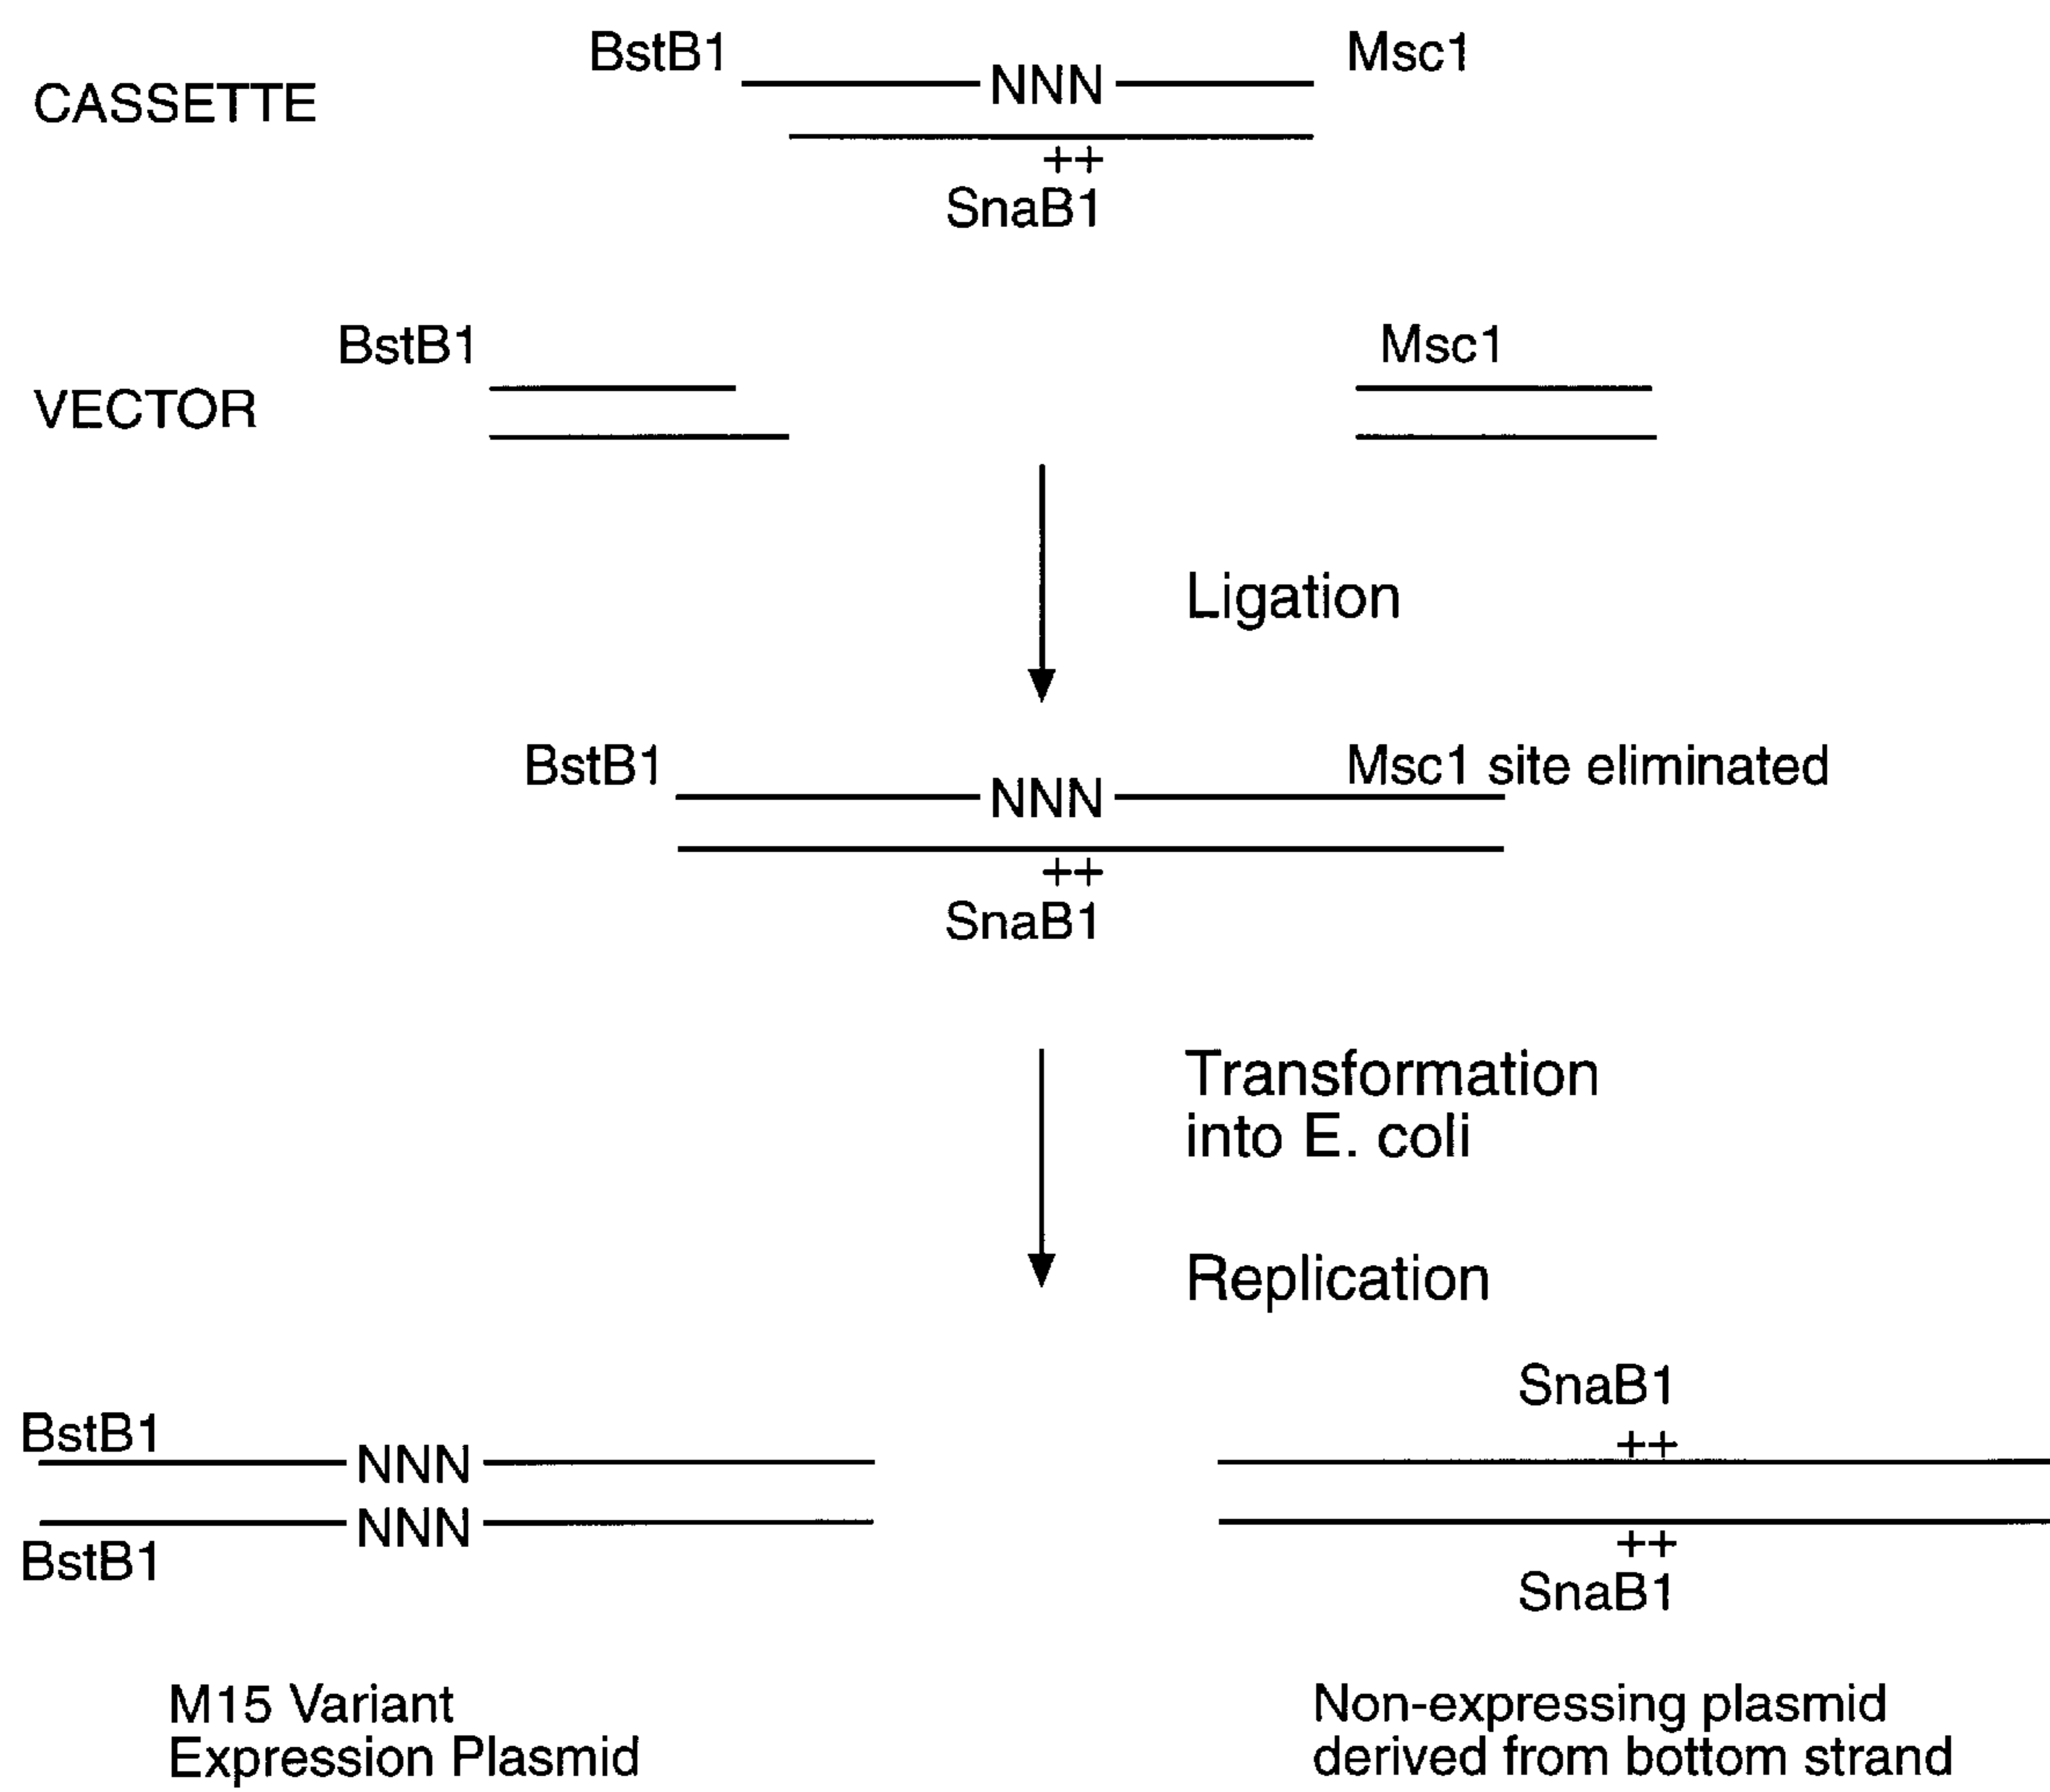 BstB1
Msc1
CASSETTE
NNN
++
SnaB1
BstB1
Msc1
VECTOR
Ligation
BstB1
Msc1 site eliminated
NNN
++
SnaB1
Transformation
into E. coli
Replication
SnaB1
++
BstB1
NNN
NNN
BstB1
++
SnaB1
M15 Variant
Expression Plasmid
Non-expressing plasmid
derived from bottom strand